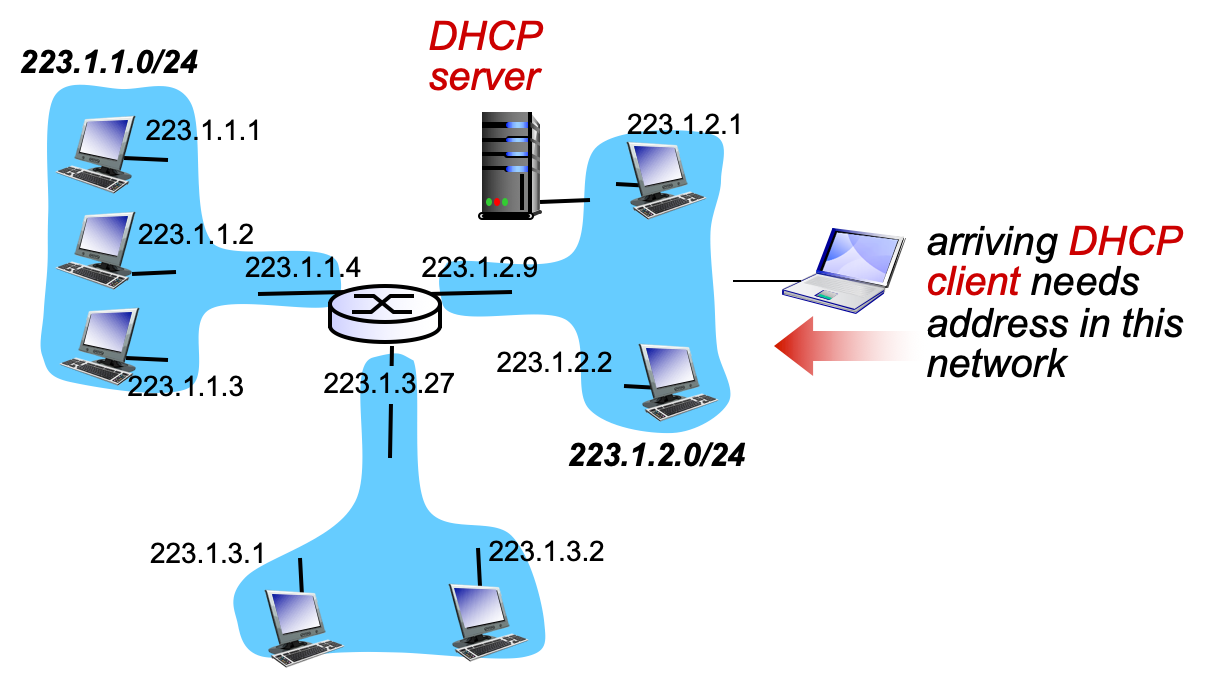 DHCP
server
223.1.1.0/24
223.1.1.1
223.1.2.1
223.1.1.2
223.1.1.4
223.1.2.9
arriving DHCP
client needs
address in this
network
223.1.1.3
223.1.3.27
223.1.2.2
223.1.2.0/24
223.1.3.1
223.1.3.2